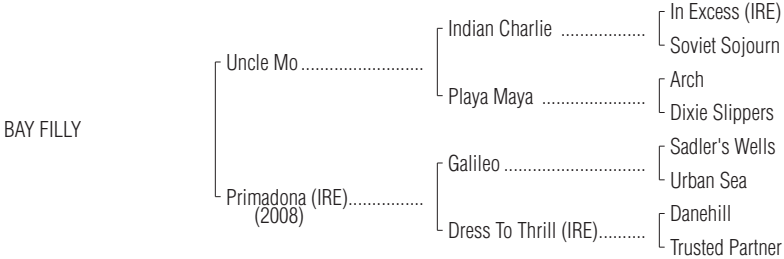 In Excess (IRE)
Indian Charlie ...................
Soviet Sojourn
Uncle Mo ..........................
Arch
Playa Maya ......................
Dixie Slippers
BAY FILLY
Sadler's Wells
Galileo ..............................
Urban Sea
Primadona (IRE)................
(2008)
Danehill
Dress To Thrill (IRE)..........
Trusted Partner